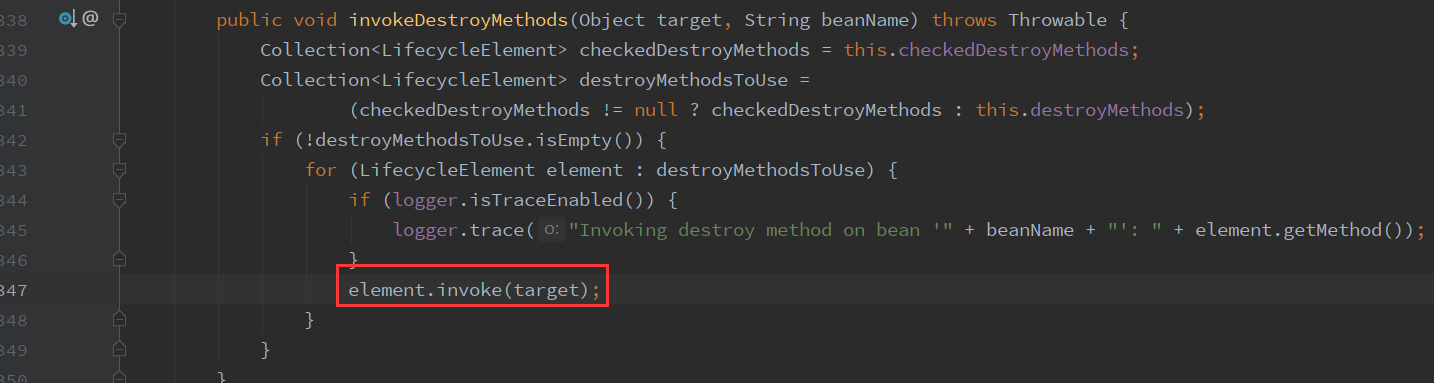 338 @ public void invokeDestroyMethods(Object target, String beanName) throws Throwable {
339 Collection<LifecycleElement> checkedDestroyMethods = this.checkedDestroyMethods;
340 Collection<LifecycleElement> destroyMethodsToUse =
341 (checkedDestroyMethods != null ? checkedDestroyMethods : this.destroyMethods);
342 if (!destroyMethodsToUse.isEmpty()) {
343 for (LifecycleElement element : destroyMethodsToUse) {
344 if (logger.isTraceEnabled()) {
345 logger.trace( o: "Invoking destroy method on bean '" + beanName + "': " + element.getMethod());
346 }
347 element.invoke(target);
348 }
349 }
350 }